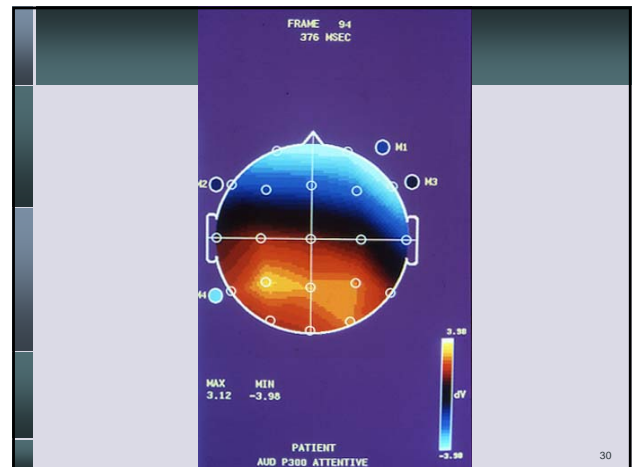 FRAME 94
376 MSEC
M1
M2
M3
M4
3.98
MAX MIN
3.12 -3.98
dV
-3.98
PATIENT
AUD P300 ATTENTIVE
30